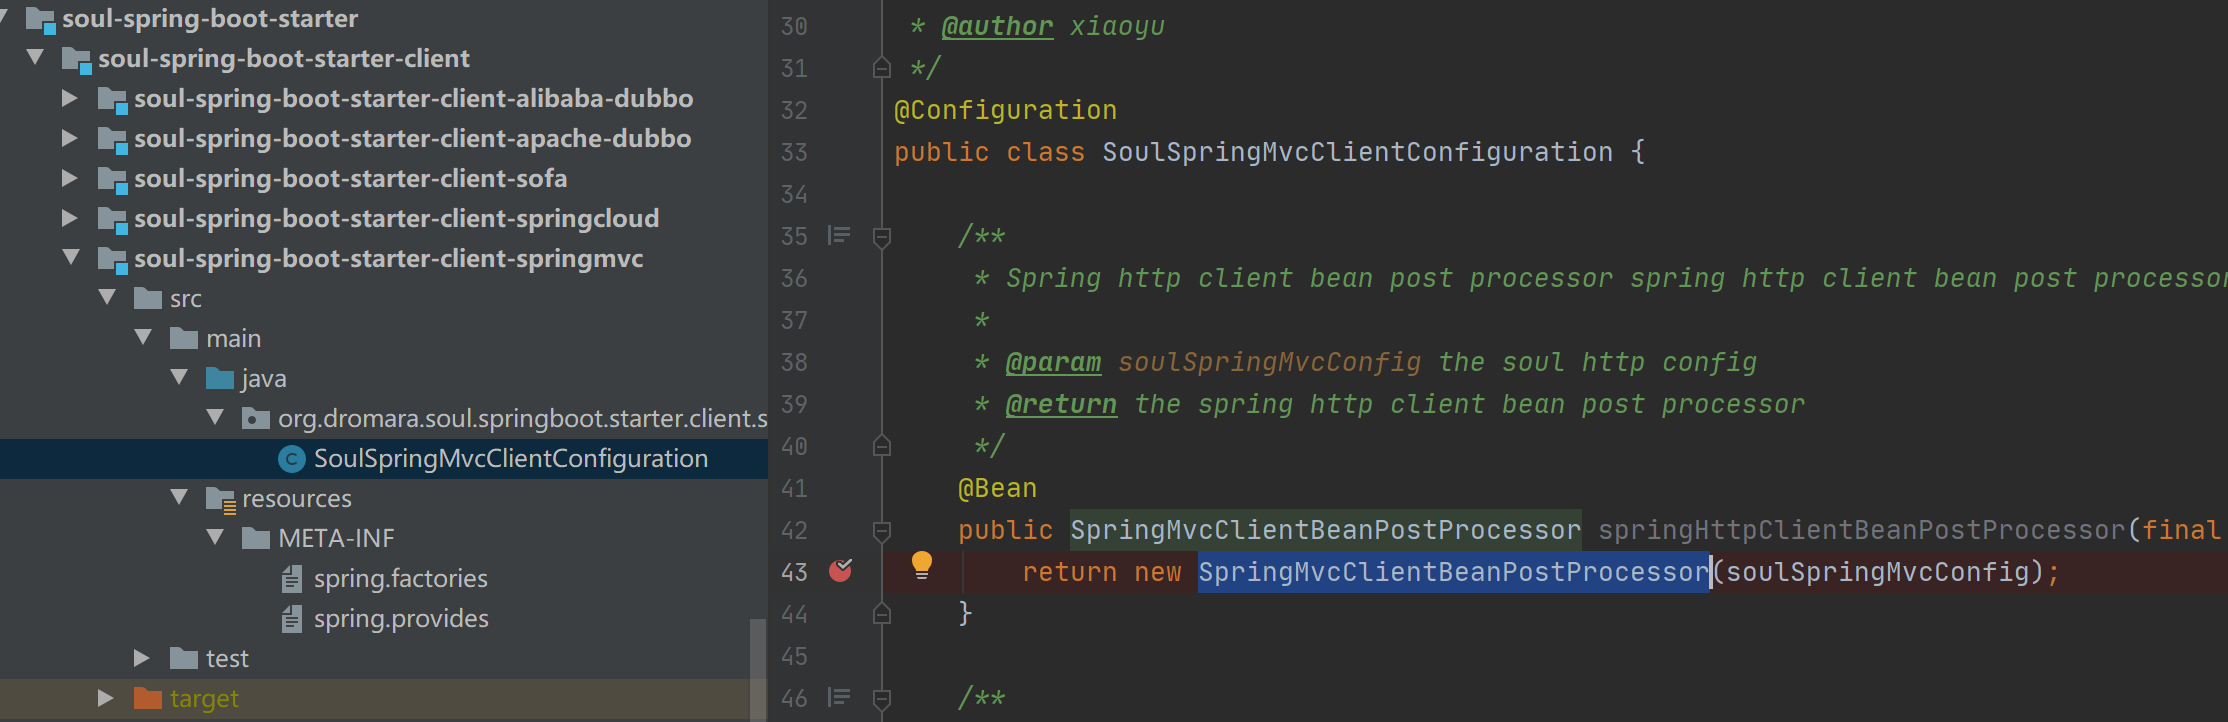 soul-spring-boot-starter
soul-spring-boot-starter-client
soul-spring-boot-starter-client-alibaba-dubbo
soul-spring-boot-starter-client-apache-dubbo
soul-spring-boot-starter-client-sofa
soul-spring-boot-starter-client-springcloud
soul-spring-boot-starter-client-springmvc
src
main
java
org.dromara.soul.springboot.starter.client.s
SoulSpringMvcClientConfiguration
resources
META-INF
spring.factories
spring.provides
test
target
30 * @author xiaoyu
31 */
32 @Configuration
33 public class SoulSpringMvcClientConfiguration {
34
35 /**
36 * Spring http client bean post processor spring http client bean post processor
37 *
38 * @param soulSpringMvcConfig the soul http config
39 * @return the spring http client bean post processor
40 */
41 @Bean
42 public SpringMvcClientBeanPostProcessor springHttpClientBeanPostProcessor(final
43 return new SpringMvcClientBeanPostProcessor(soulSpringMvcConfig);
44 }
45
46 /**